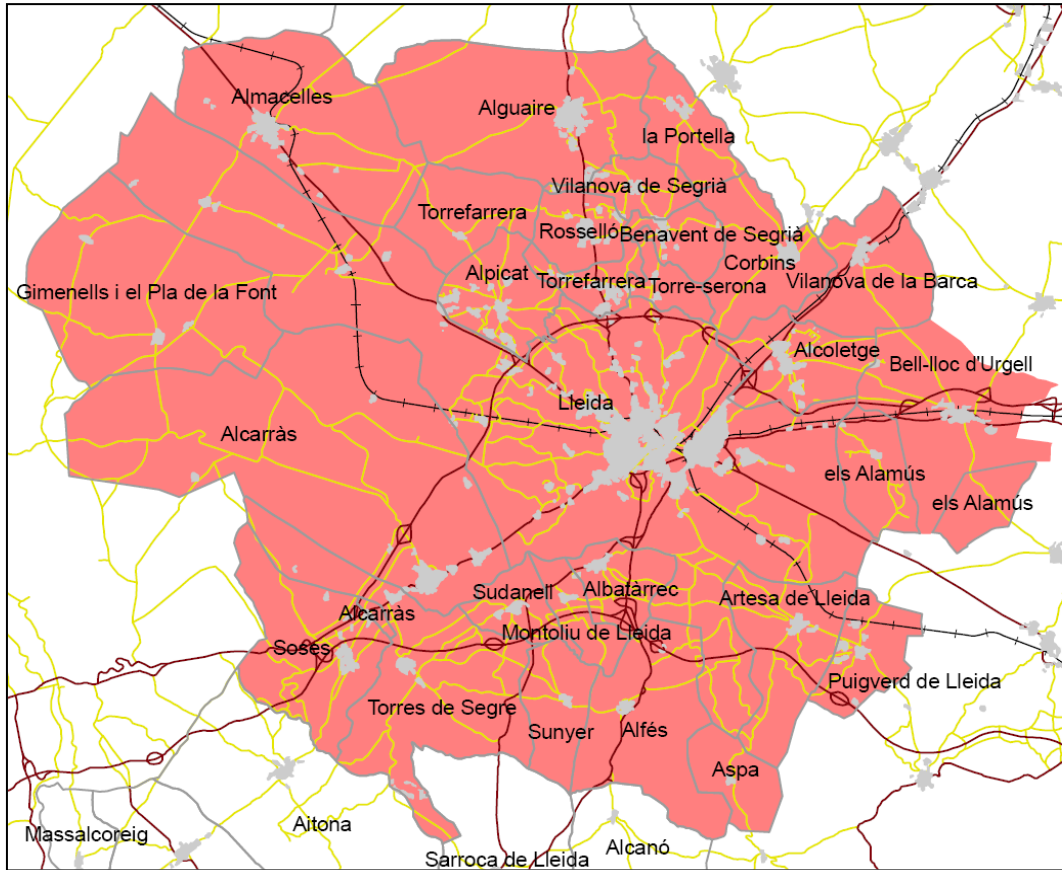 Almacelles
Alguaire
la Portella
Vilanova de Segrià
Torrefarrera
Rosselló
Benavent de Segrià
Corbins
Alpicat
Torrefarrera
Torre-serona
Vilanova de la Barca
Gimenells i el Pla de la Font
Alcoletge
Bell-lloc d'Urgell
Lleida
Alcarràs
els Alamús
els Alamús
Sudanell
Albatàrrec
Artesa de Lleida
Alcarràs
Montoliu de Lleida
Soses
Puigverd de Lleida
Torres de Segre
Sunyer
Alfés
Aspa
Massalcoreig
Aitona
Sarroca de Lleida
Alcanó